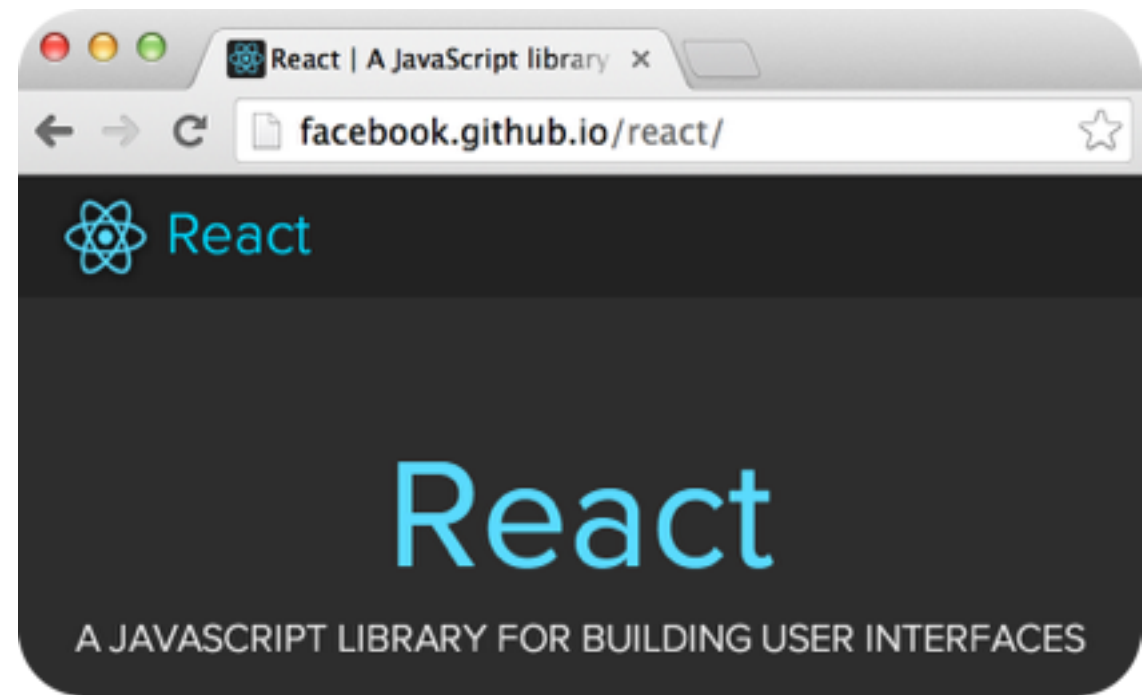 React | A JavaScript library
facebook.github.io/react/
React
React
A JAVASCRIPT LIBRARY FOR BUILDING USER INTERFACES